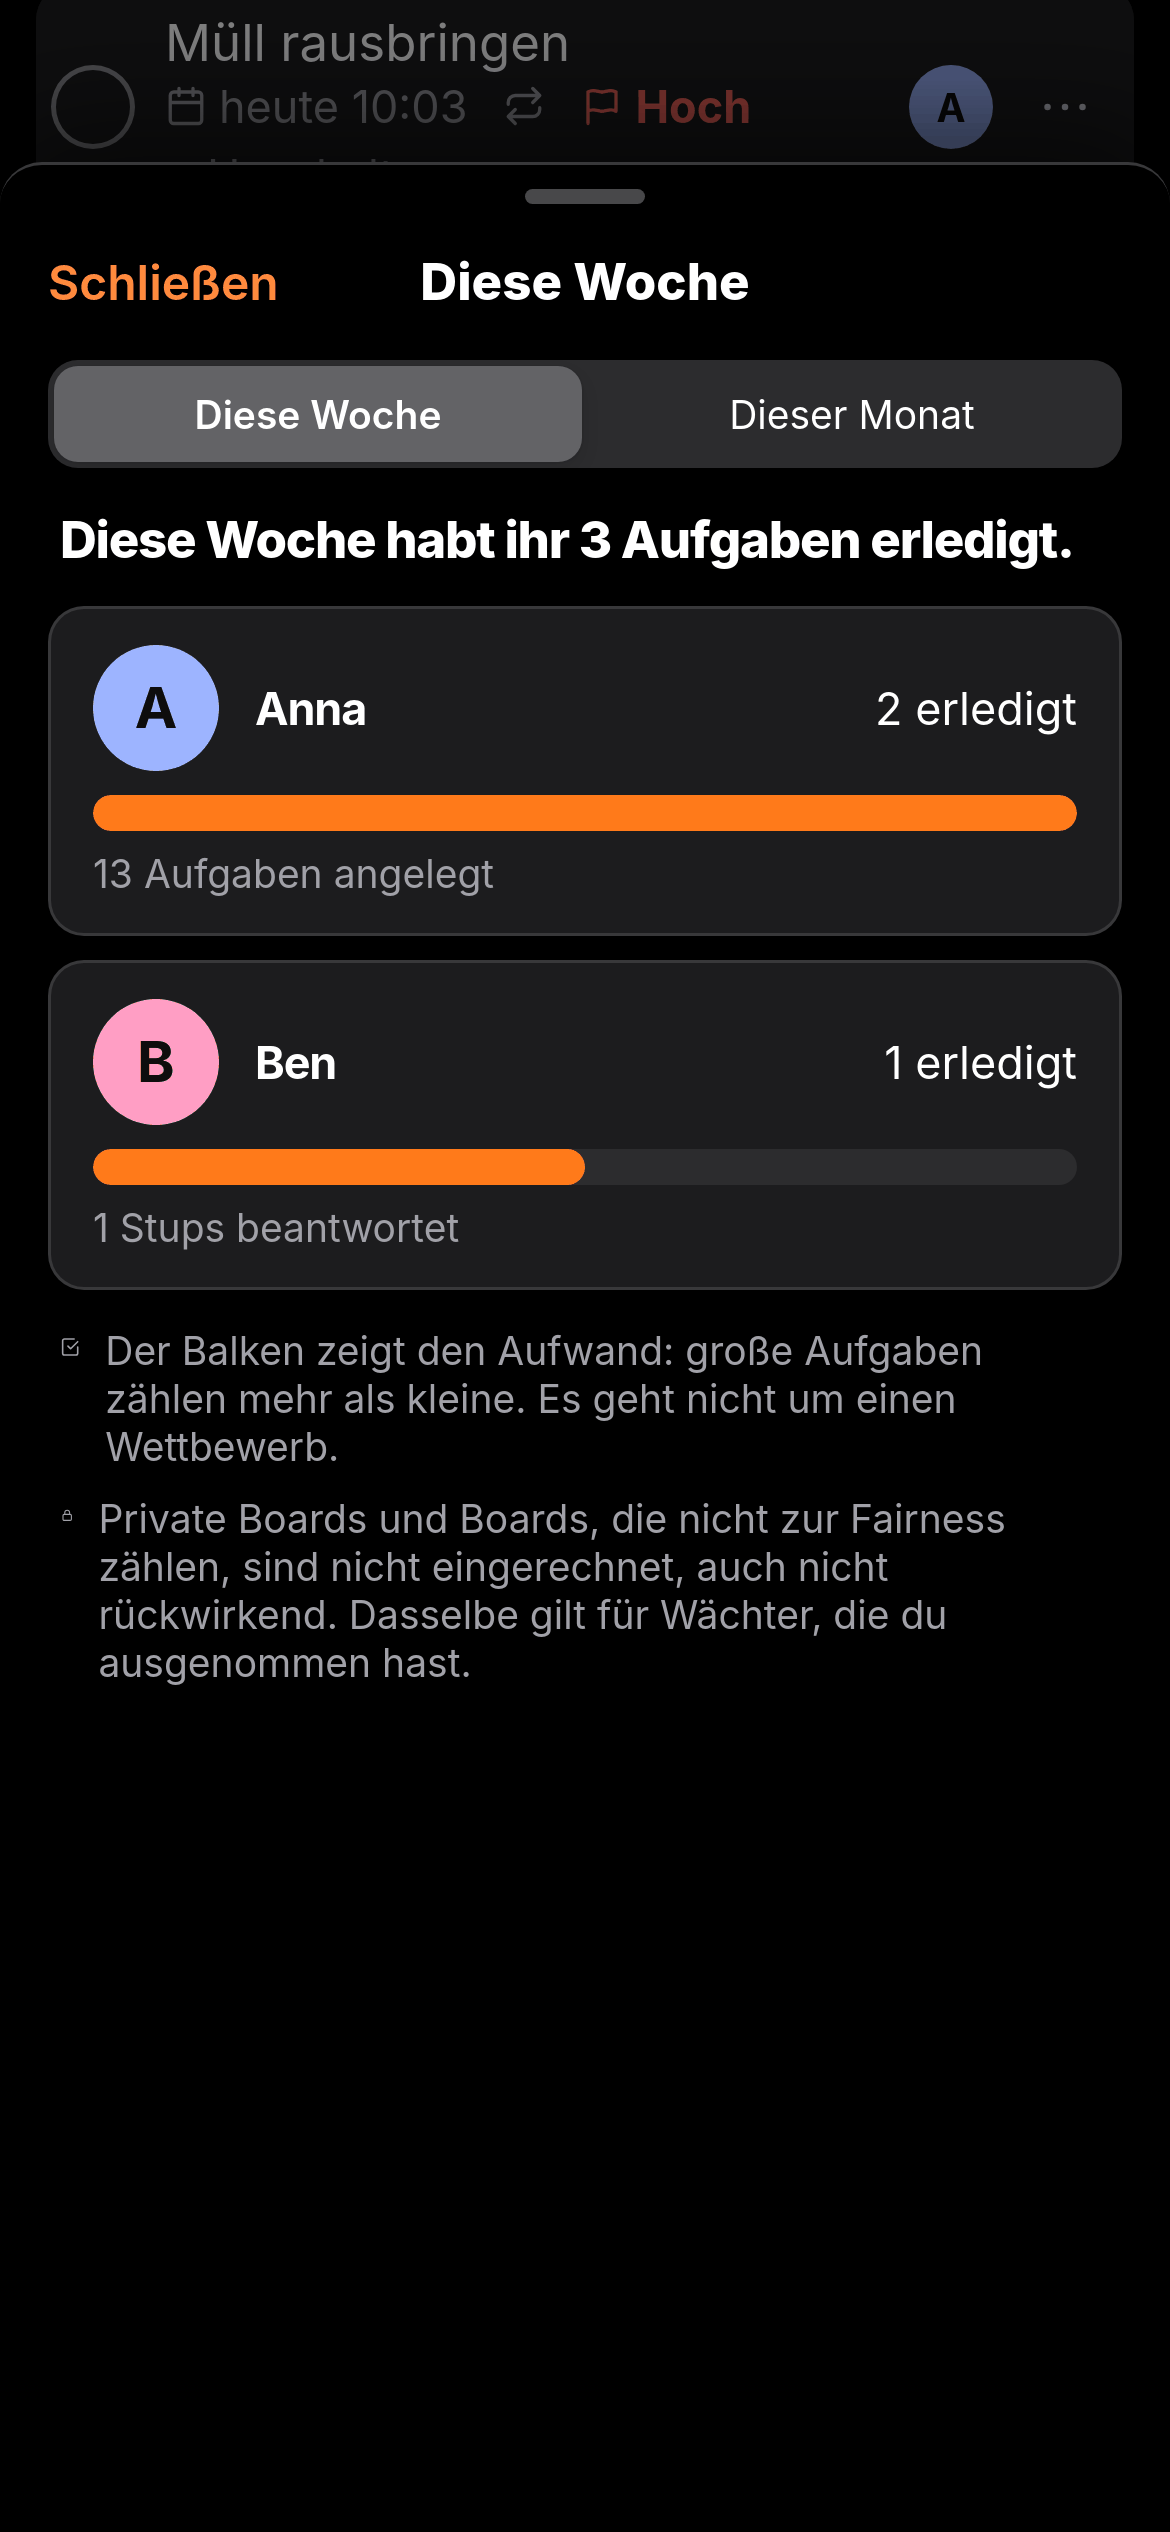 Müll rausbringen
heute 10:03 Hoch A
Schließen Diese Woche
Diese Woche Dieser Monat
Diese Woche habt ihr 3 Aufgaben erledigt.
A Anna 2 erledigt
13 Aufgaben angelegt
B Ben 1 erledigt
1 Stups beantwortet
Der Balken zeigt den Aufwand: große Aufgaben
zählen mehr als kleine. Es geht nicht um einen
Wettbewerb.
Private Boards und Boards, die nicht zur Fairness
zählen, sind nicht eingerechnet, auch nicht
rückwirkend. Dasselbe gilt für Wächter, die du
ausgenommen hast.